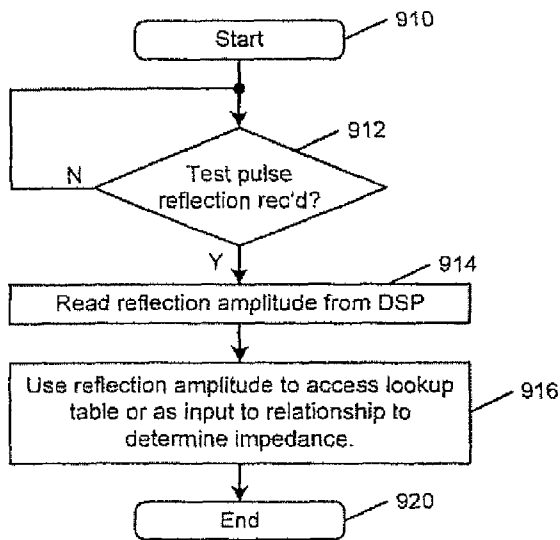 Start
910
912
Test pulse
reflection rec'd?
N
Y
914
Read reflection amplitude from DSP
Use reflection amplitude to access lookup
table or as input to relationship to
determine impedance.
916
End
920